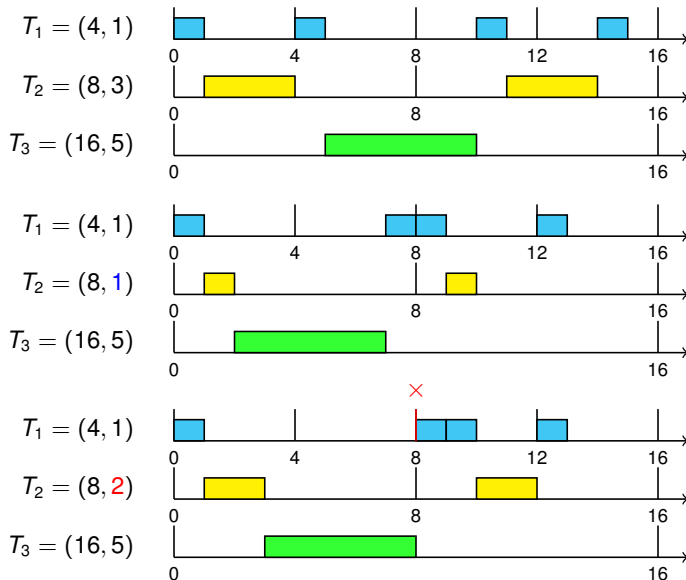 T₁ = (4, 1)
0 4 8 12 16
T₂ = (8, 3)
0 8 16
T₃ = (16, 5)
0 16
T₁ = (4, 1)
0 4 8 12 16
T₂ = (8, 1)
0 8 16
T₃ = (16, 5)
0 8 16
×
T₁ = (4, 1)
0 4 8 12 16
T₂ = (8, 2)
0 8 16
T₃ = (16, 5)
0 16